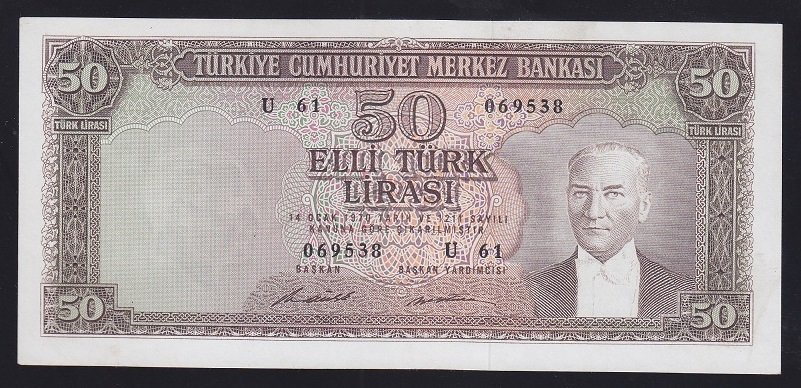 50 TÜRKİYE CUMHURİYET MERKEZ BANKASI 50
U 61 50 069538
TÜRK LİRASI TÜRK LİRASI
ELLİ TÜRK
LİRASI
14 OCAK 1970 TARİH VE 1211 SAYILI
KANUNA GÖRE ÇIKARILMIŞTIR
069538 U 61
BAŞKAN BAŞKAN YARDIMCISI
50 50